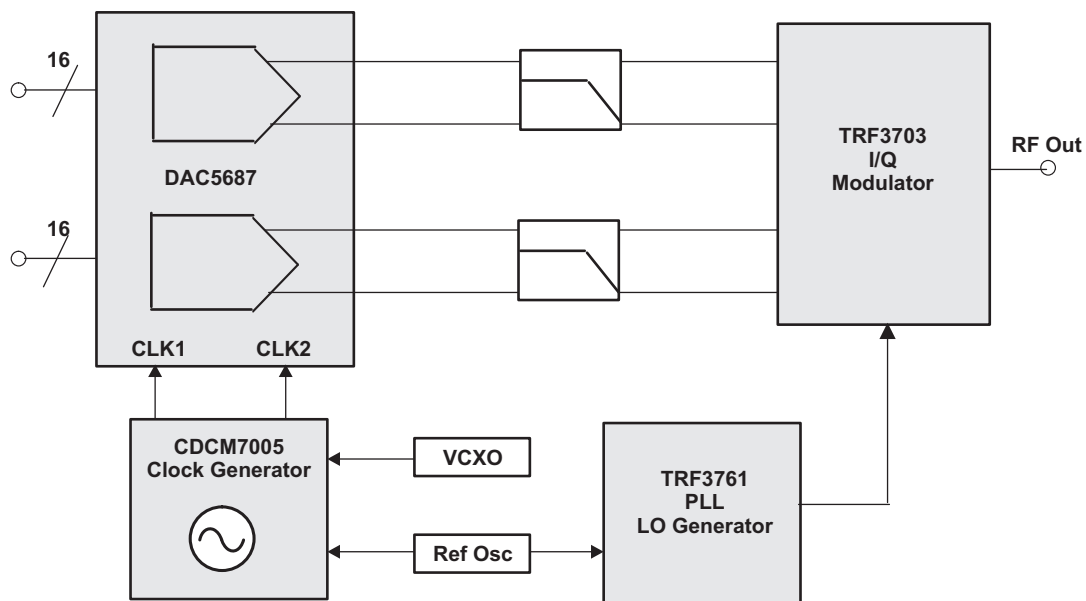 16
DAC5687
16
CLK1 CLK2
TRF3703
I/Q
Modulator
RF Out
CDCM7005
Clock Generator
VCXO
Ref Osc
TRF3761
PLL
LO Generator